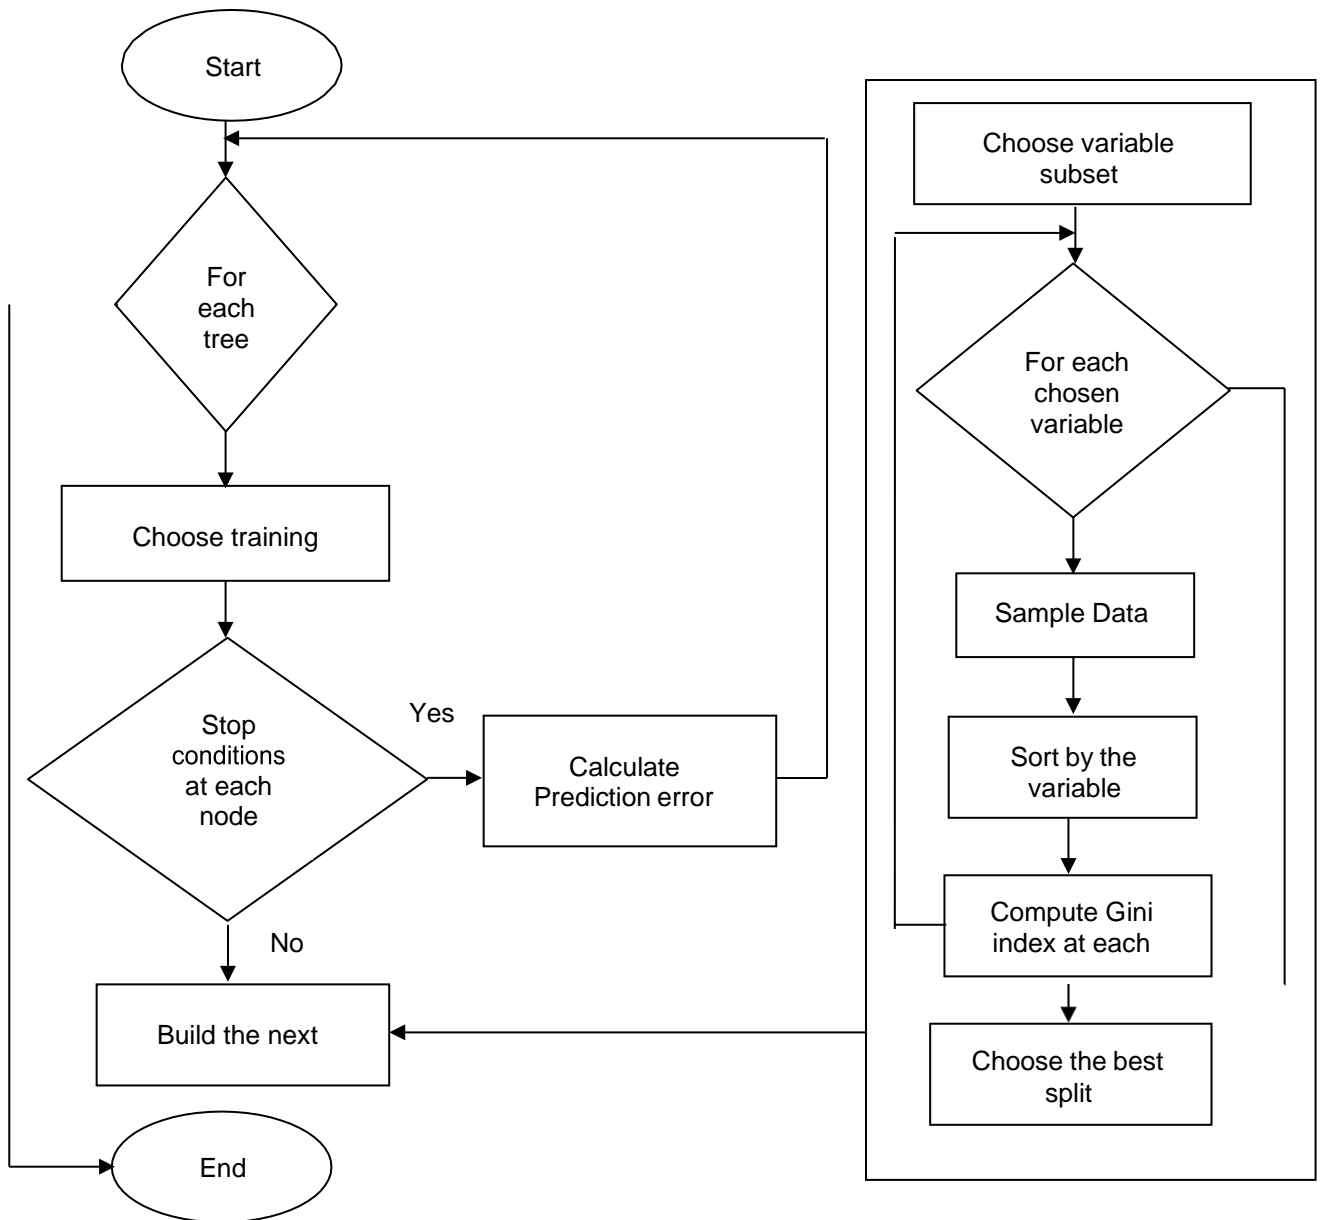 Start
For
each
tree
Choose training
Stop
conditions
at each
node
Yes
Calculate
Prediction error
No
Build the next
End
Choose variable
subset
For each
chosen
variable
Sample Data
Sort by the
variable
Compute Gini
index at each
Choose the best
split